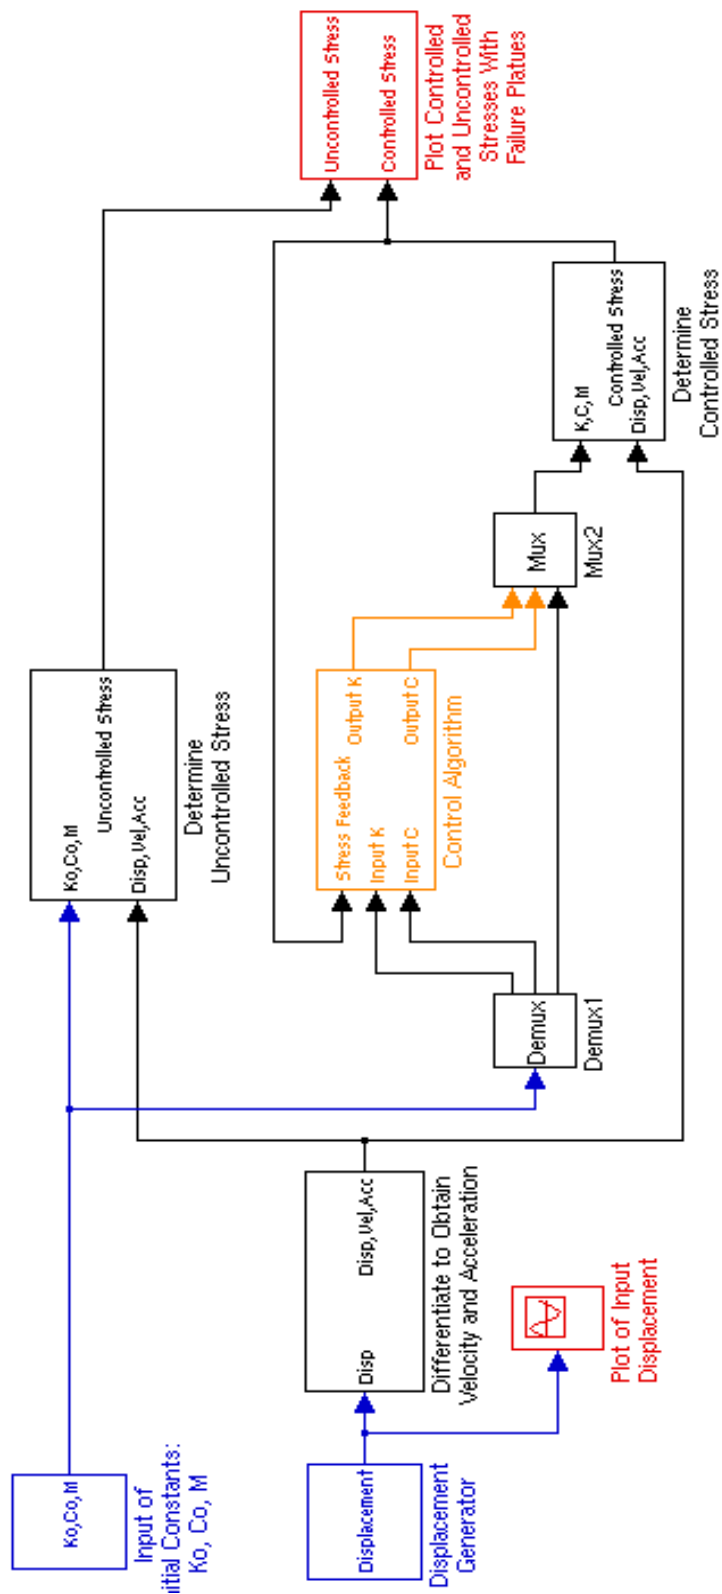 Ko,Co,M
Input of
nitial Constants:
Ko, Co, M
Displacement
Displacement
Generator
Disp
Disp,Vel,Acc
Differentiate to Obtain
Velocity and Acceleration
Plot of Input
Displacement
Ko,Co,M
Uncontrolled Stress
Disp,Vel,Acc
Determine
Uncontrolled Stress
Demux
Demux1
Stress Feedback
Input K
Input C
Output K
Output C
Control Algorithm
Mux
Mux2
K,C,M
Controlled Stress
Disp,Vel,Acc
Determine
Controlled Stress
Uncontrolled Stress
Controlled Stress
Plot Controlled
and Uncontrolled
Stresses With
Failure Platues